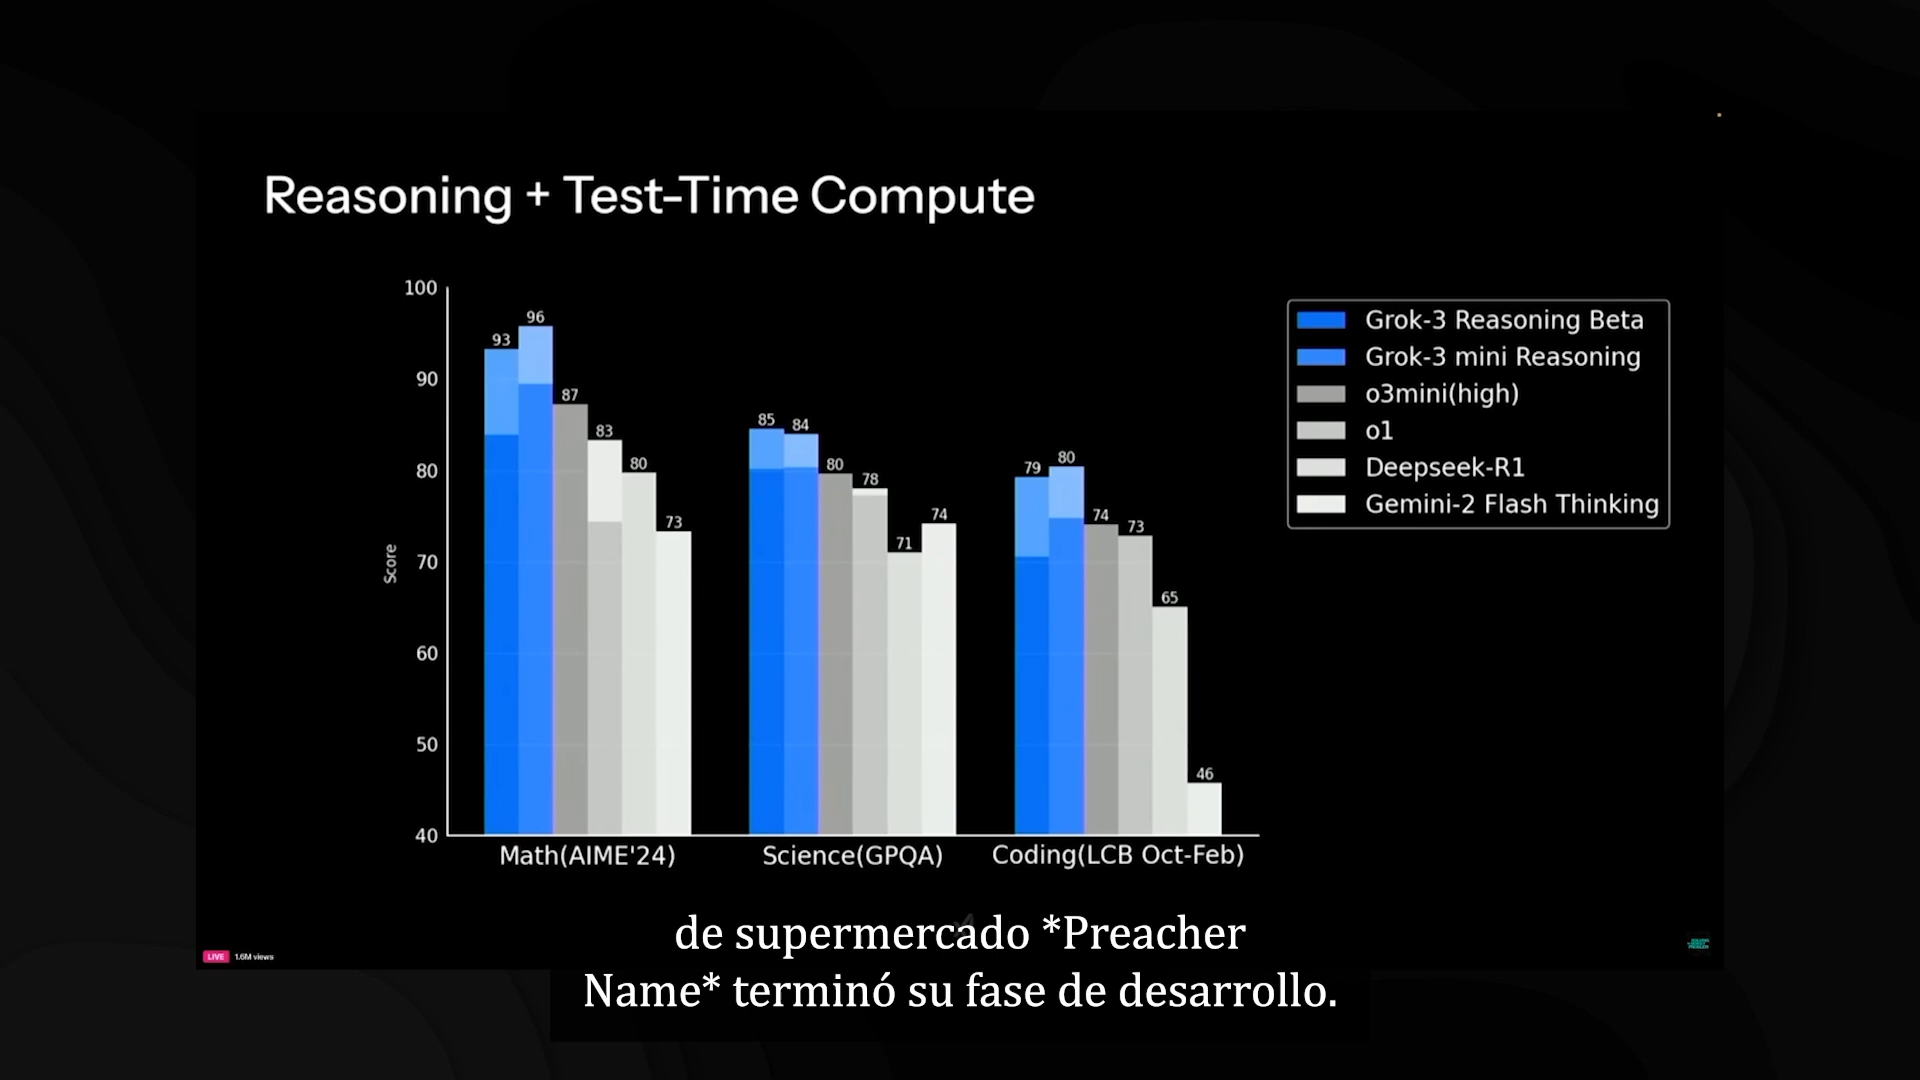 Reasoning + Test-Time Compute
100
90
80
70
60
50
40
Score
93
96
87
83
80
73
85
84
80
78
71
74
79
80
74
73
65
46
Math(AIME'24)
Science(GPQA)
Coding(LCB Oct-Feb)
Grok-3 Reasoning Beta
Grok-3 mini Reasoning
o3mini(high)
o1
Deepseek-R1
Gemini-2 Flash Thinking
de supermercado *Preacher
Name* terminó su fase de desarrollo.
LIVE 1.6M views